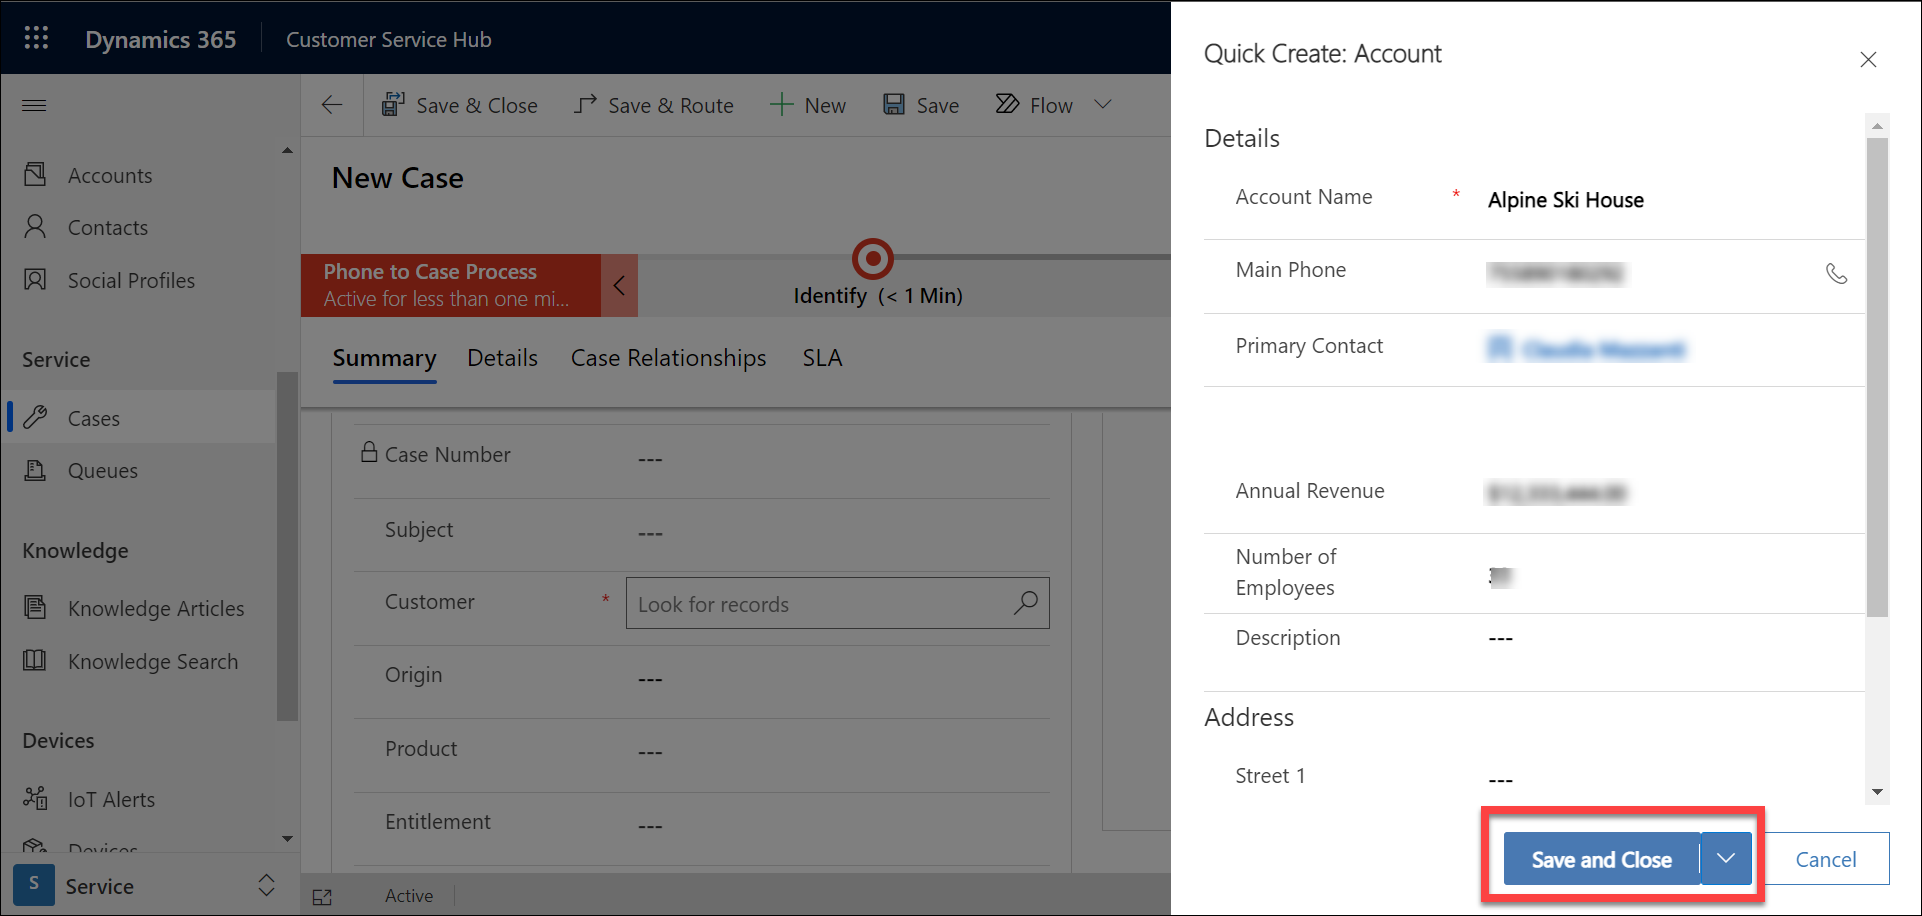 Dynamics 365
Customer Service Hub
Save & Close
Save & Route
New
Save
Flow
Accounts
Contacts
Social Profiles
Service
Cases
Queues
Knowledge
Knowledge Articles
Knowledge Search
Devices
IoT Alerts
Devices
S
Service
New Case
Phone to Case Process
Active for less than one mi...
Identify (< 1 Min)
Summary
Details
Case Relationships
SLA
Case Number
---
Subject
---
Customer
*
Look for records
Origin
---
Product
---
Entitlement
---
Active
Quick Create: Account
Details
Account Name
*
Alpine Ski House
Main Phone
Primary Contact
Annual Revenue
Number of
Employees
Description
---
Address
Street 1
---
Save and Close
Cancel